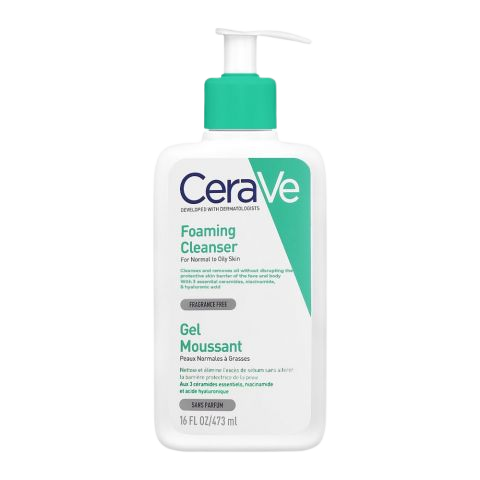 CeraVe
DEVELOPED WITH DERMATOLOGISTS
Foaming
Cleanser
For Normal to Oily Skin
Cleanses and removes oil without disrupting the
protective skin barrier of the face and body
With 3 essential ceramides, niacinamide,
& hyaluronic acid
FRAGRANCE FREE
Gel
Moussant
Peaux Normales à Grasses
Nettoie et élimine l'excès de sébum sans altérer
la barrière protectrice de la peau
Aux 3 céramides essentiels, niacinamide
et acide hyaluronique
SANS PARFUM
16 FL OZ/473 ml